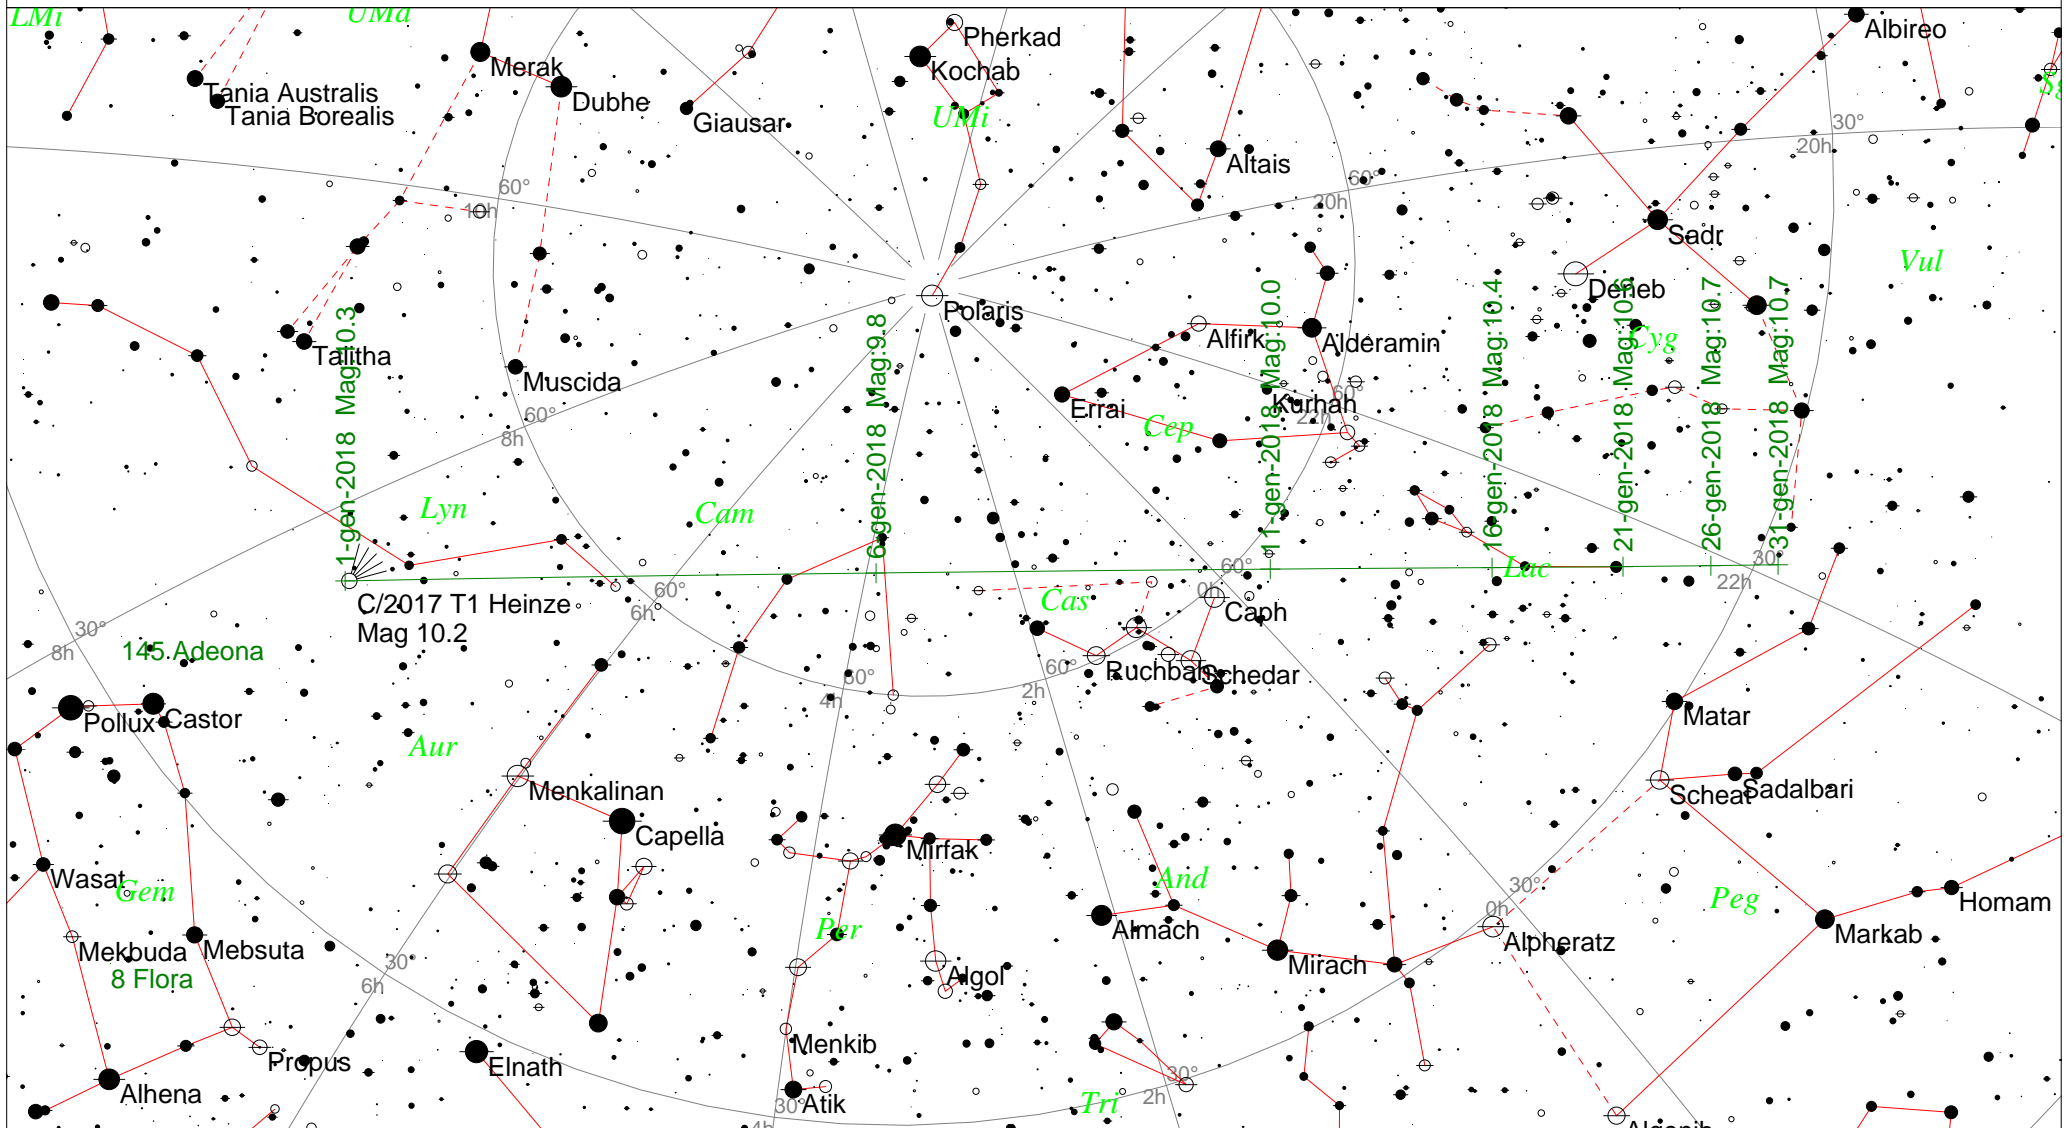 LMi
UMa
Pherkad
Albireo
Merak
Kochab
Tania Australis
Dubhe
Tania Borealis
Giausar
UMi
30°
20h
Altais
60°
10h
60°
20h
Sadr
Vul
Deneb
Polaris
Talitha
Alfirk
Alderamin
Cyg
Muscida
60°
8h
Errai
Kurhah
60°
22h
Cep
1-gen-2018 Mag:10.3
6-gen-2018 Mag:9.8
11-gen-2018 Mag:10.0
16-gen-2018 Mag:10.4
21-gen-2018 Mag:10.6
26-gen-2018 Mag:10.7
31-gen-2018 Mag:10.7
Lyn
Cam
Lac
30°
22h
C/2017 T1 Heinze
Mag 10.2
60°
6h
Cas
60°
0h
Caph
30°
8h
145 Adeona
60°
4h
60°
2h
Ruchbah
Schedar
Pollux
Castor
Matar
Aur
Menkalinan
Scheat
Sadalbari
Capella
Mirfak
Wasat
Gem
And
30°
0h
Peg
Homam
Mekbuda
Mebsuta
Per
Almach
Alpheratz
Markab
8 Flora
30°
6h
Algol
Mirach
Propus
Elnath
Menkib
Alhena
30°
4h
Atik
Tri
30°
2h
Algenib